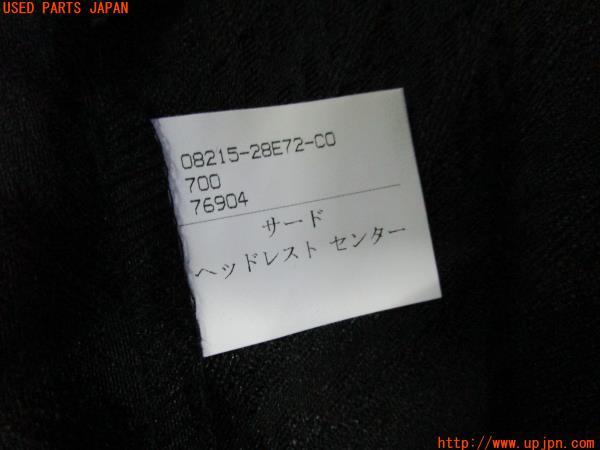 USED PARTS JAPAN
08215-28E72-C0
700
76904
サード
ヘッドレスト センター
http://www.upjpn.com